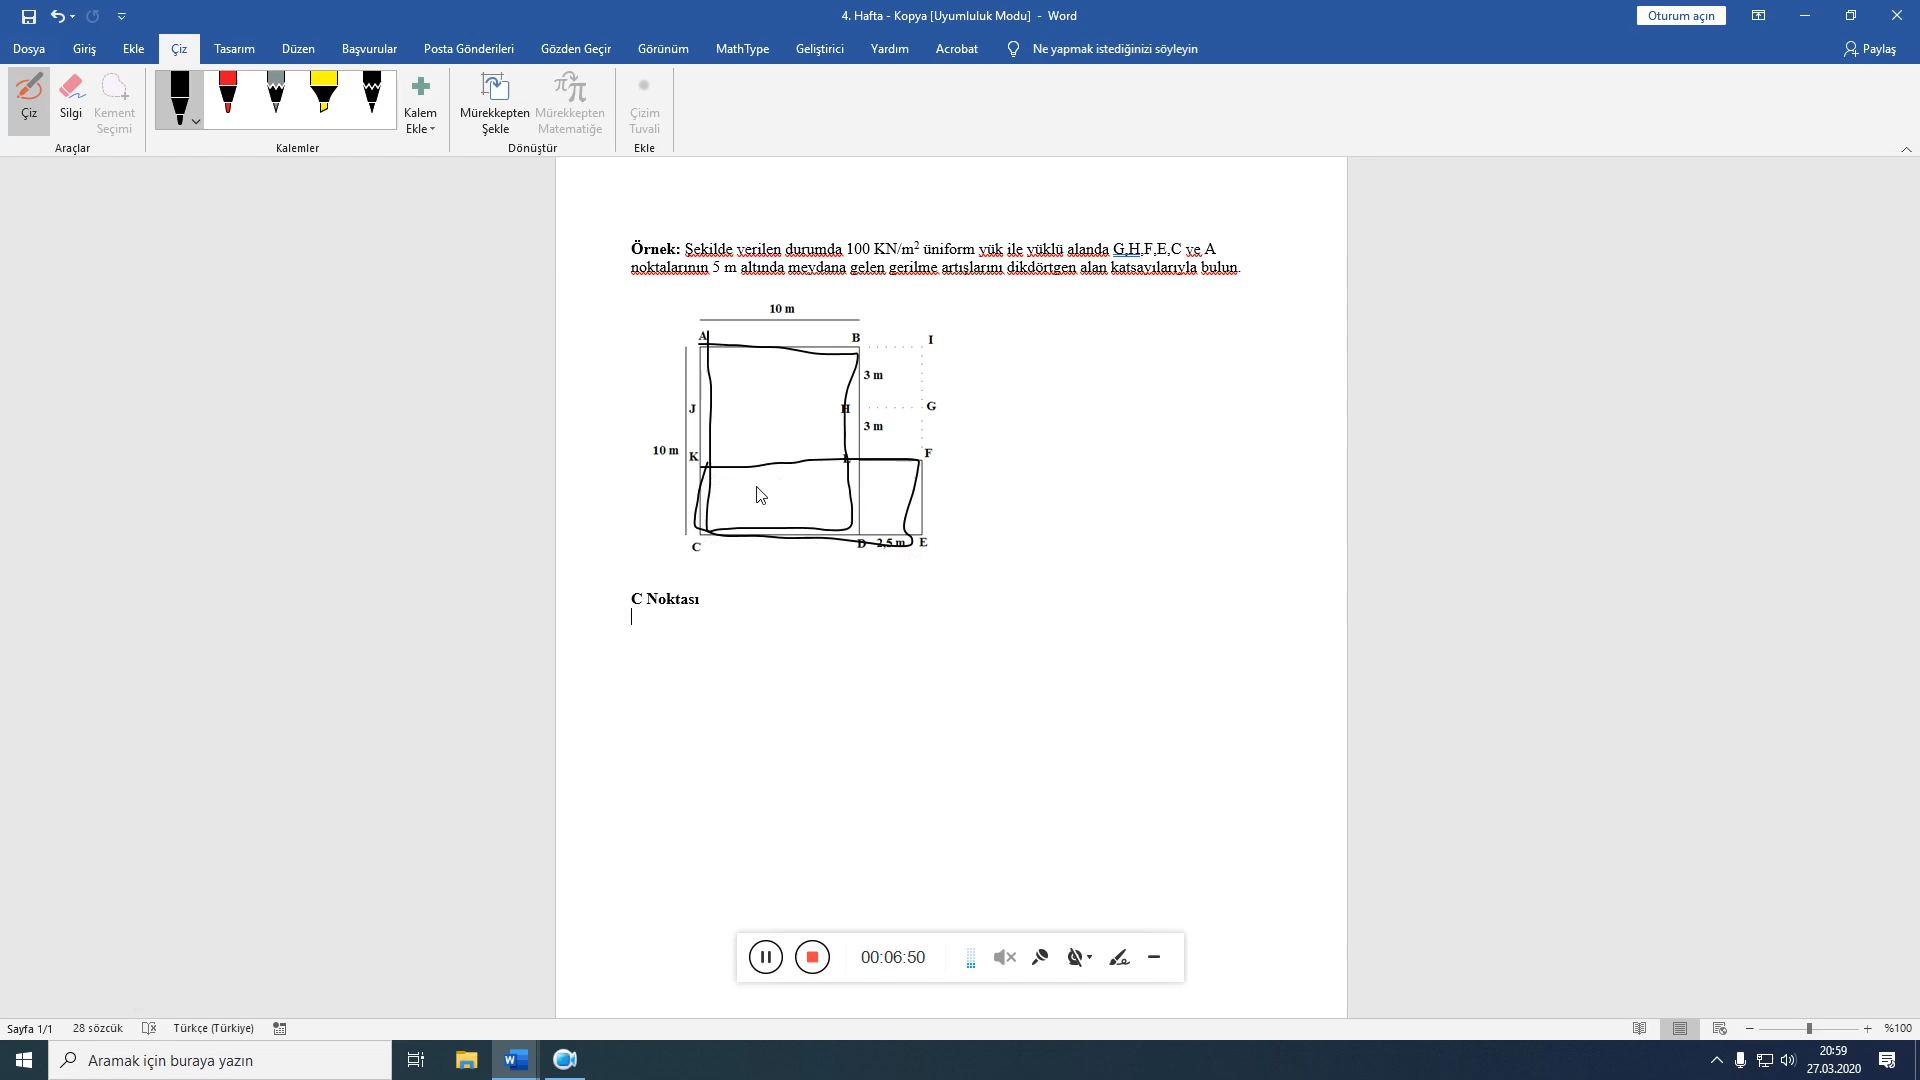 4. Hafta - Kopya [Uyumluluk Modu] - Word
Oturum açın
Dosya Giriş Ekle Çiz Tasarım Düzen Başvurular Posta Gönderileri Gözden Geçir Görünüm MathType Geliştirici Yardım Acrobat Ne yapmak istediğinizi söyleyin Paylaş
Çiz Silgi Kement Seçimi
Kalem Ekle
Mürekkepten Şekle
Mürekkepten Matematiğe
Çizim Tuvali
Araçlar Kalemler Dönüştür Ekle
Örnek: Şekilde verilen durumda 100 KN/m² üniform yük ile yüklü alanda G,H,F,E,C ve A
noktalarının 5 m altında meydana gelen gerilme artışlarını dikdörtgen alan katsayılarıyla bulun.
10 m
A B I
3 m
J H G
3 m
10 m K L F
C D 2,5 m E
C Noktası
00:06:50
Sayfa 1/1 28 sözcük Türkçe (Türkiye) %100
Aramak için buraya yazın
20:59
27.03.2020